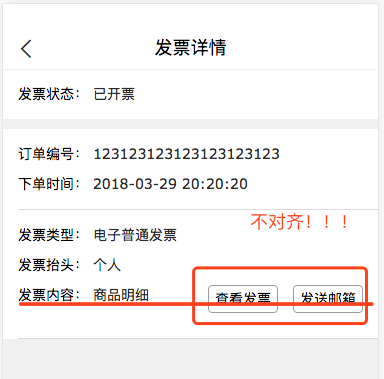 发票详情
发票状态： 已开票
订单编号： 123123123123123123123
下单时间： 2018-03-29 20:20:20
不对齐！！！
发票类型： 电子普通发票
发票抬头： 个人
发票内容： 商品明细 查看发票 发送邮箱